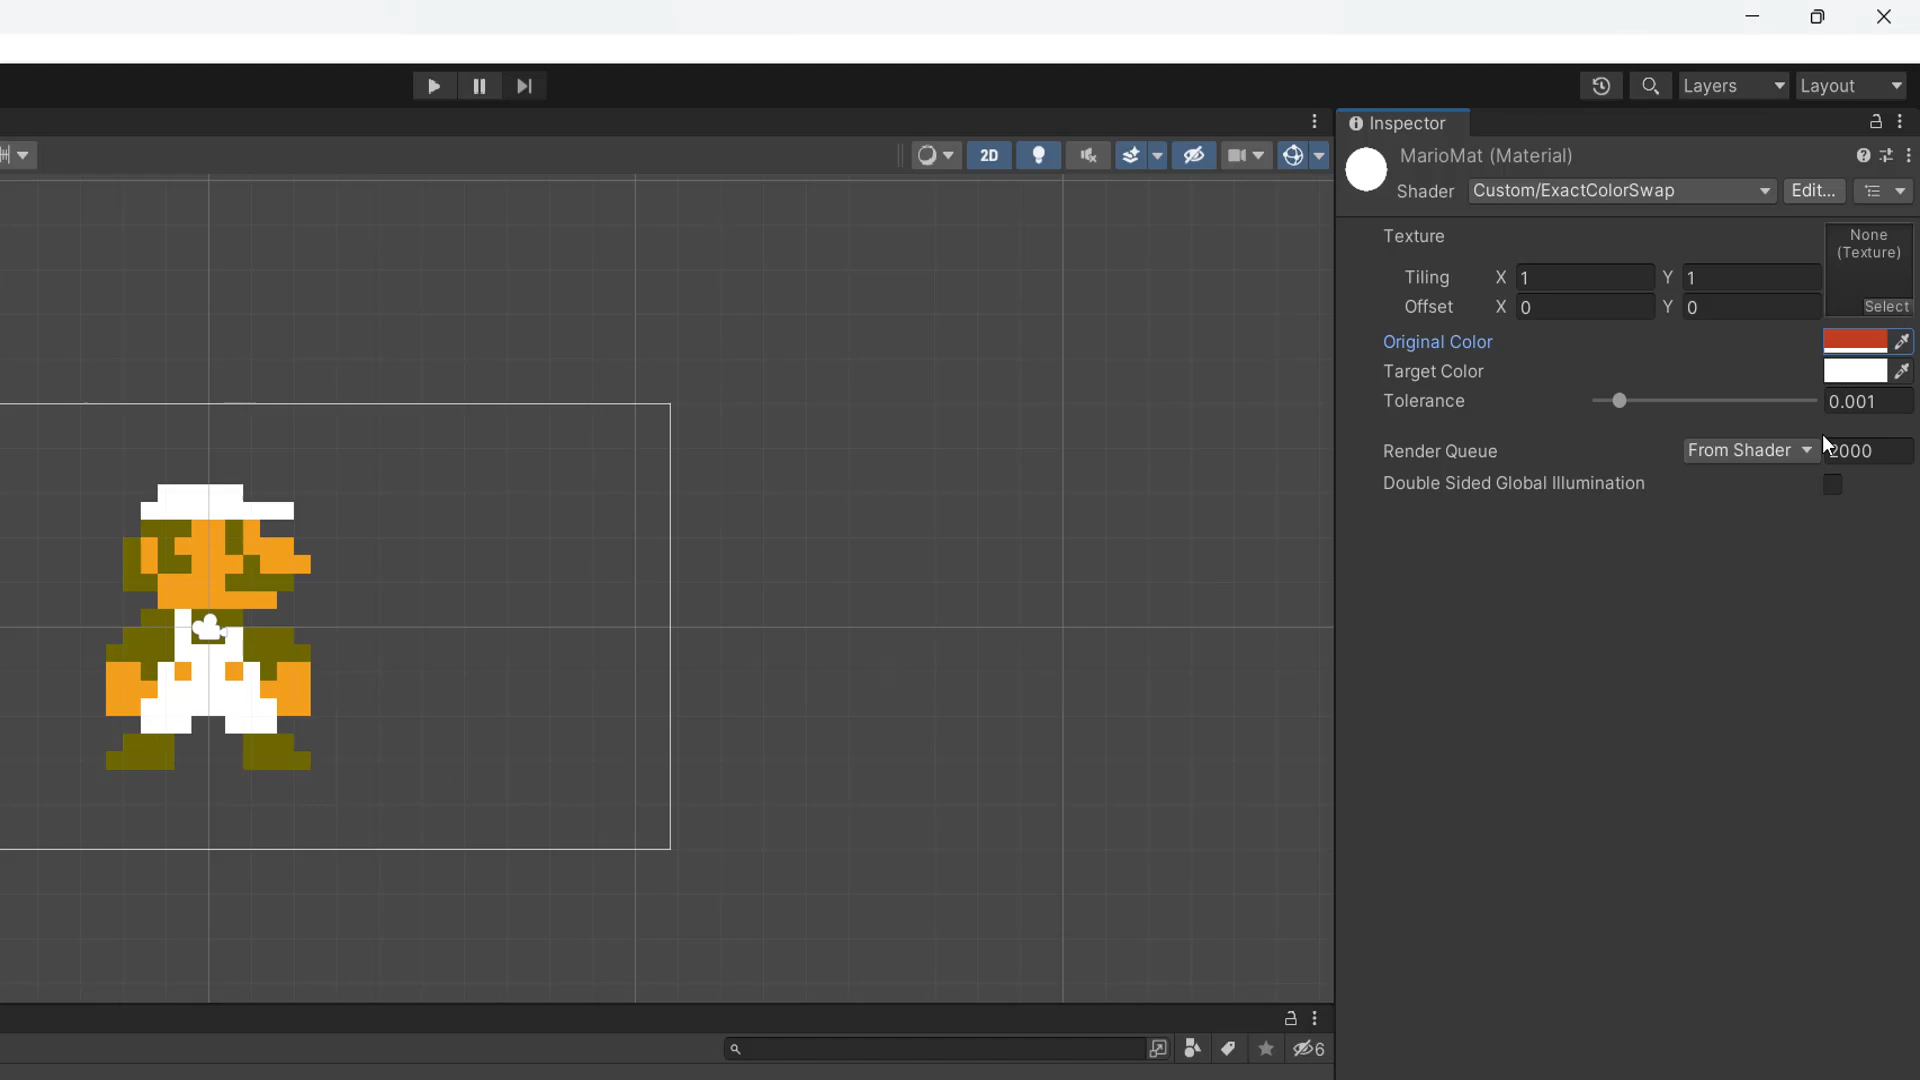 Layers
Layout
2D
Inspector
MarioMat (Material)
Shader Custom/ExactColorSwap Edit...
Texture
None
(Texture)
Tiling X 1 Y 1
Offset X 0 Y 0
Select
Original Color
Target Color
Tolerance 0.001
Render Queue From Shader 2000
Double Sided Global Illumination
6